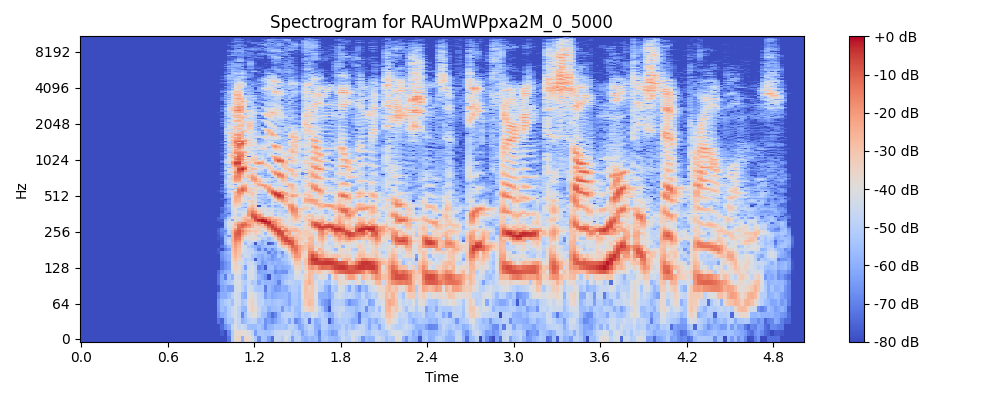 Spectrogram for RAUmWPpxa2M_0_5000
8192
4096
2048
1024
512
256
128
64
0
Hz
0.0 0.6 1.2 1.8 2.4 3.0 3.6 4.2 4.8
Time
+0 dB
-10 dB
-20 dB
-30 dB
-40 dB
-50 dB
-60 dB
-70 dB
-80 dB